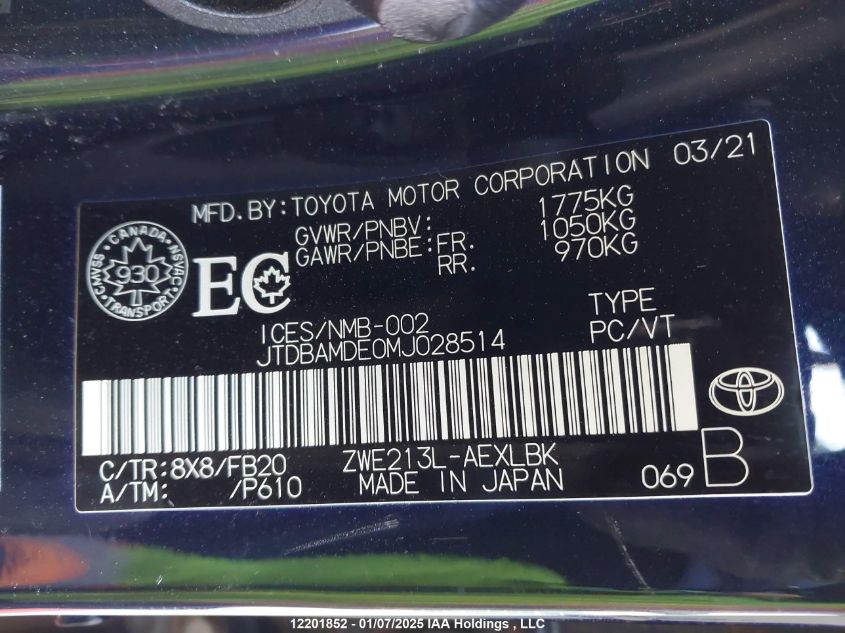 MFD.BY:TOYOTA MOTOR CORPORATION 03/21
GVWR/PNBV: 1775KG
GAWR/PNBE:FR. 1050KG
RR. 970KG
CANADA
CMVSS 930 NSVAC
TRANSPORT
EC
ICES/NMB-002
TYPE
JTDBAMDE0MJ028514
PC/VT
C/TR:8X8/FB20 ZWE213L-AEXLBK
A/TM: /P610 MADE IN JAPAN
069 B
12201852 - 01/07/2025 IAA Holdings , LLC